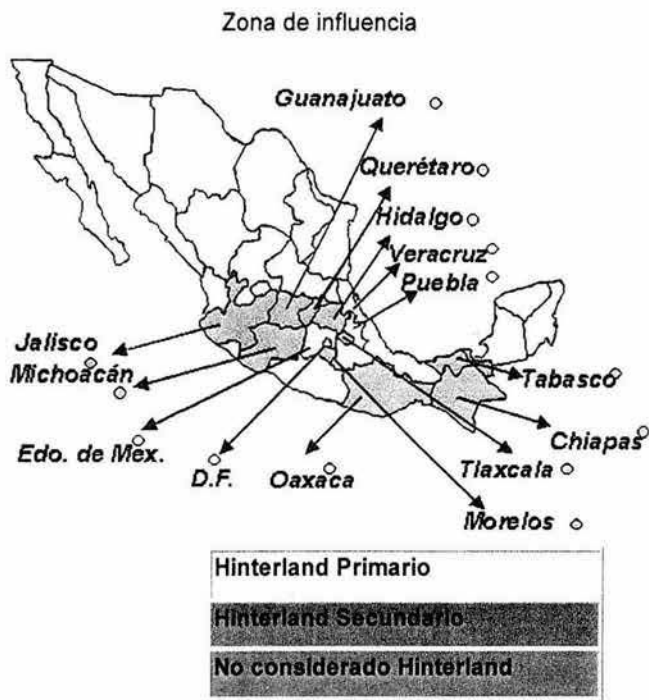 Zona de influencia
Guanajuato
Querétaro
Hidalgo
Veracruz
Puebla
Jalisco
Michoacán
Edo. de Mex.
D.F.
Oaxaca
Tabasco
Chiapas
Tlaxcala
Morelos
Hinterland Primario
Hinterland Secundario
No considerado Hinterland